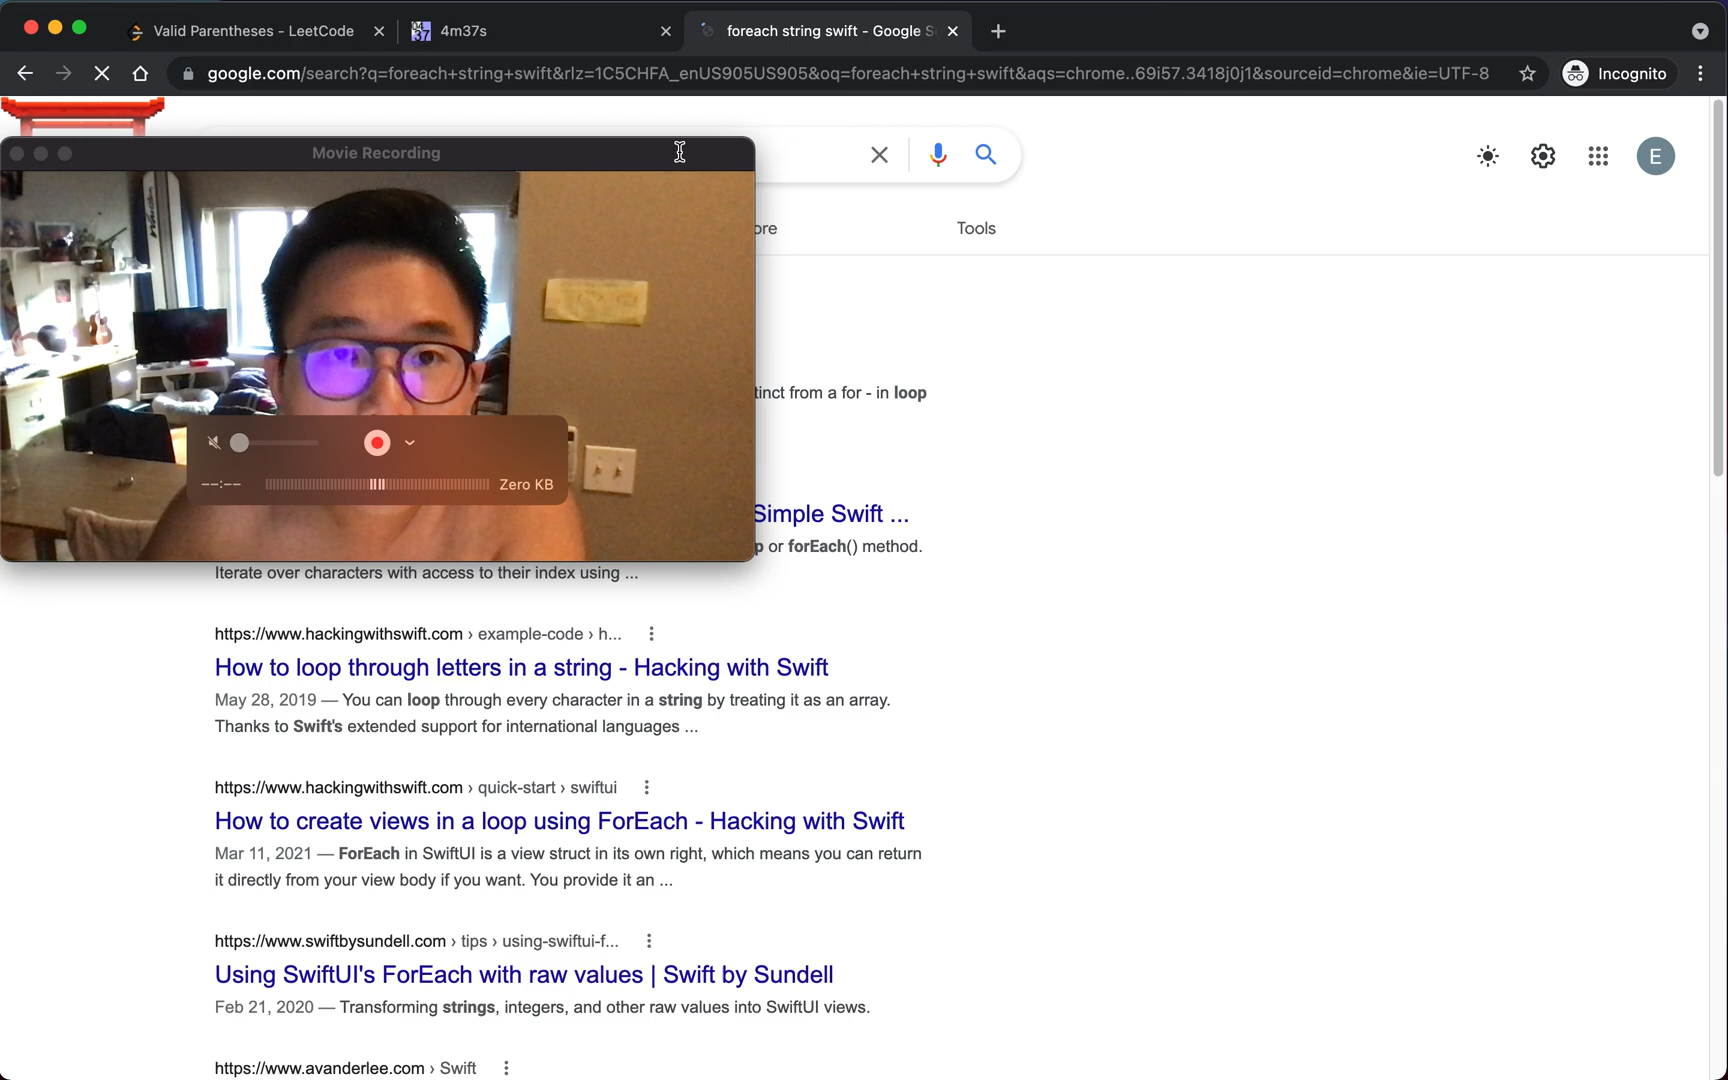 Valid Parentheses - LeetCode
04
37
4m37s
foreach string swift - Google S
google.com/search?q=foreach+string+swift&rlz=1C5CHFA_enUS905US905&oq=foreach+string+swift&aqs=chrome..69i57.3418j0j1&sourceid=chrome&ie=UTF-8
Incognito
Movie Recording
E
ore
Tools
tinct from a for - in loop
--:--
Zero KB
Simple Swift ...
p or forEach() method.
Iterate over characters with access to their index using ...
https://www.hackingwithswift.com › example-code › h...
How to loop through letters in a string - Hacking with Swift
May 28, 2019 — You can loop through every character in a string by treating it as an array.
Thanks to Swift's extended support for international languages ...
https://www.hackingwithswift.com › quick-start › swiftui
How to create views in a loop using ForEach - Hacking with Swift
Mar 11, 2021 — ForEach in SwiftUI is a view struct in its own right, which means you can return
it directly from your view body if you want. You provide it an ...
https://www.swiftbysundell.com › tips › using-swiftui-f...
Using SwiftUI's ForEach with raw values | Swift by Sundell
Feb 21, 2020 — Transforming strings, integers, and other raw values into SwiftUI views.
https://www.avanderlee.com › Swift